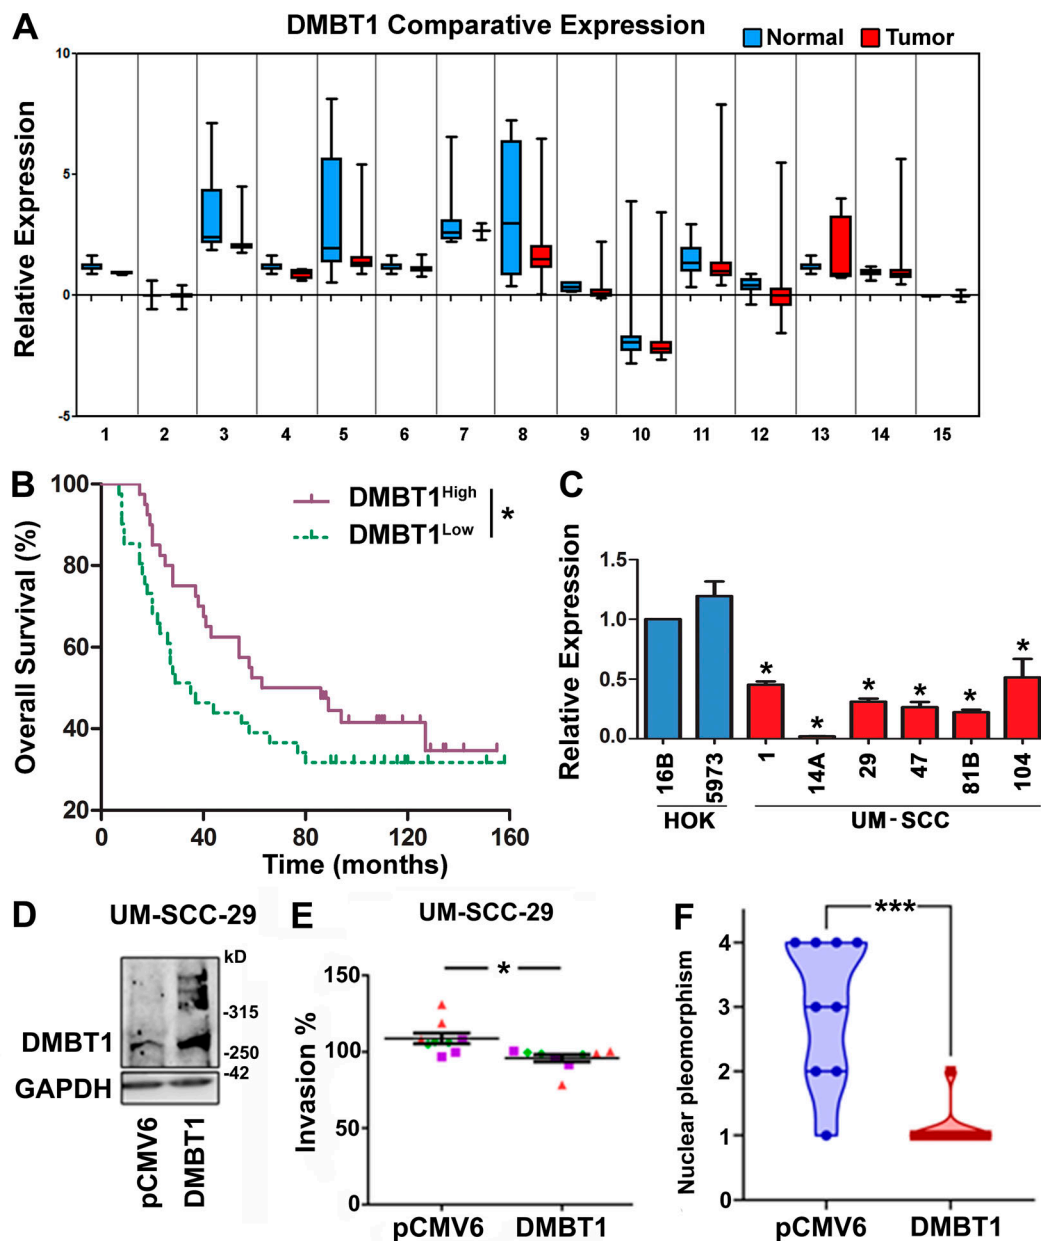 A
DMBT1 Comparative Expression
Normal Tumor
Relative Expression
10
5
0
-5
1 2 3 4 5 6 7 8 9 10 11 12 13 14 15
B
Overall Survival (%)
100
80
60
40
20
DMBT1High
DMBT1Low
*
0 40 80 120 160
Time (months)
C
Relative Expression
1.5
1.0
0.5
0.0
* * * * * *
16B 5973 1 14A 29 47 81B 104
HOK UM-SCC
D
UM-SCC-29
kD
-315
DMBT1
-250
-42
GAPDH
pCMV6 DMBT1
E
UM-SCC-29
Invasion %
150
100
50
0
*
pCMV6 DMBT1
F
Nuclear pleomorphism
4
3
2
1
0
***
pCMV6 DMBT1